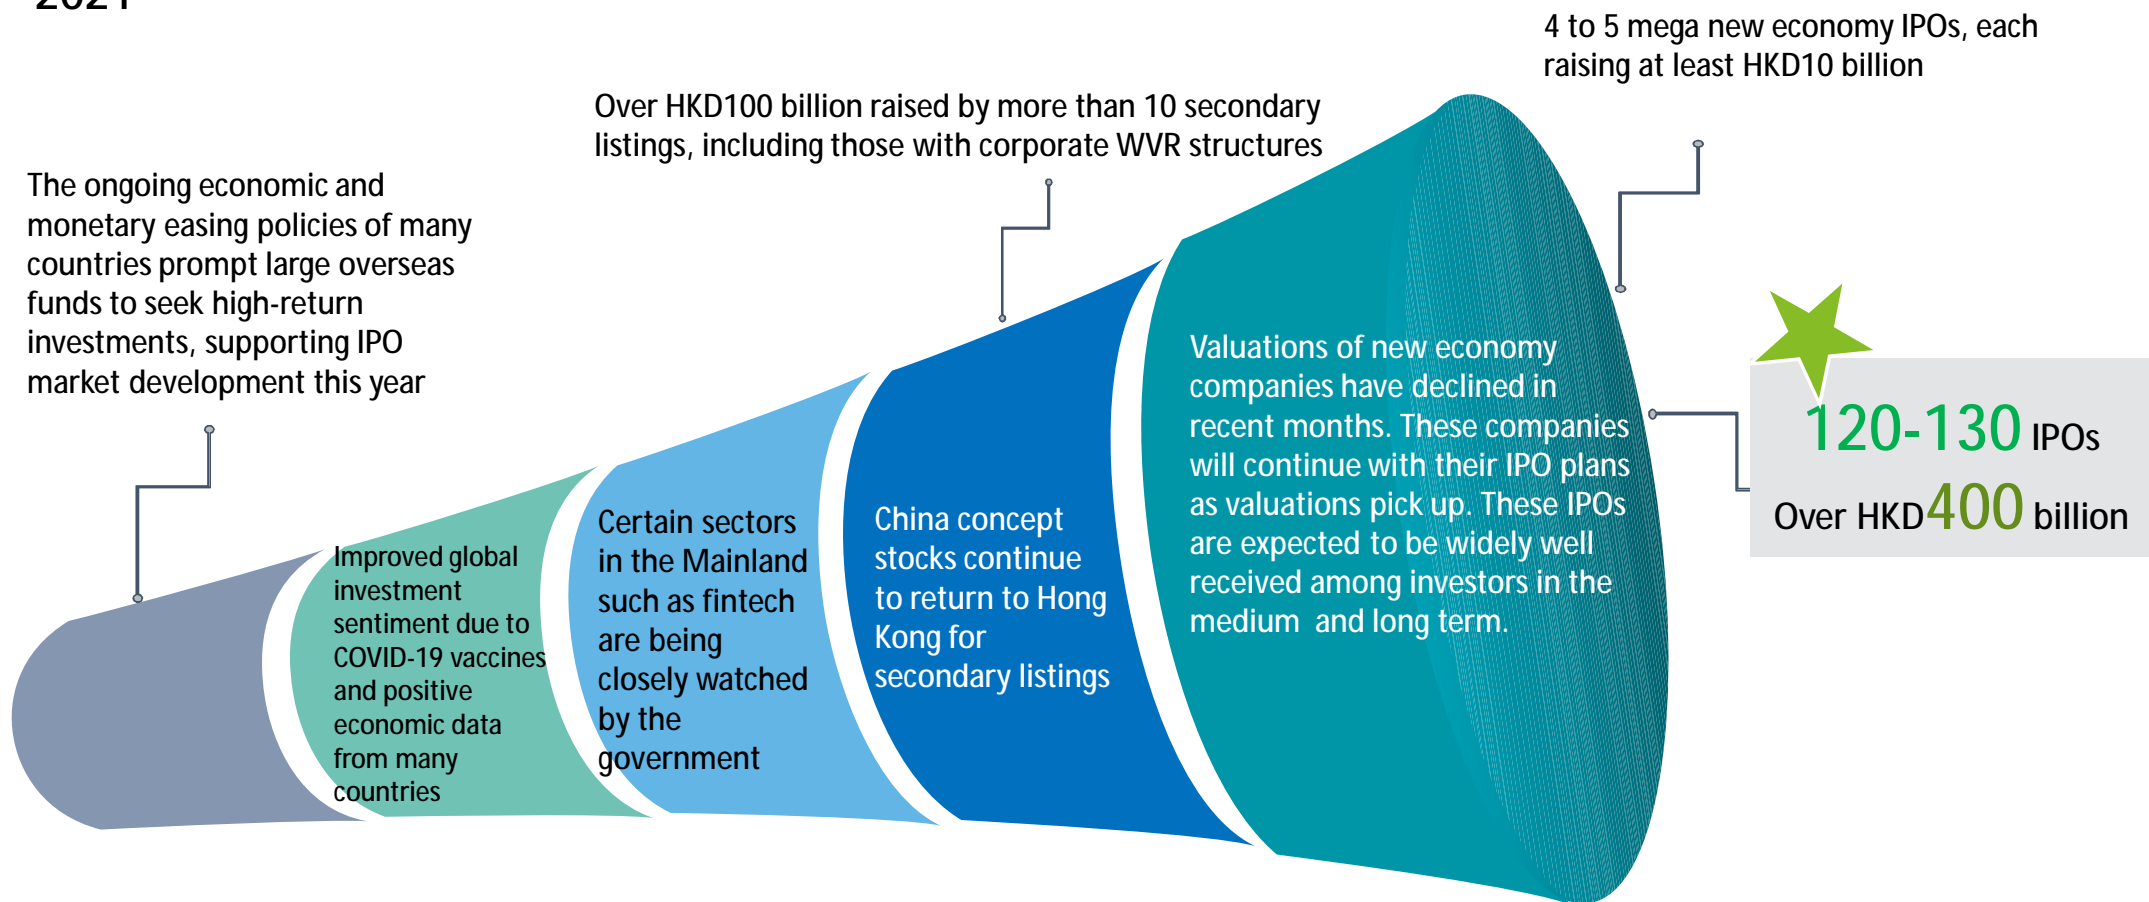 4 to 5 mega new economy IPOs, each
raising at least HKD10 billion
Over HKD100 billion raised by more than 10 secondary
listings, including those with corporate WVR structures
The ongoing economic and
monetary easing policies of many
countries prompt large overseas
funds to seek high-return
investments, supporting IPO
market development this year
Improved global
investment
sentiment due to
COVID-19 vaccines
and positive
economic data
from many
countries
Certain sectors
in the Mainland
such as fintech
are being
closely watched
by the
government
China concept
stocks continue
to return to Hong
Kong for
secondary listings
Valuations of new economy
companies have declined in
recent months. These companies
will continue with their IPO plans
as valuations pick up. These IPOs
are expected to be widely well
received among investors in the
medium  and long term.
120-130 IPOs
Over HKD400 billion